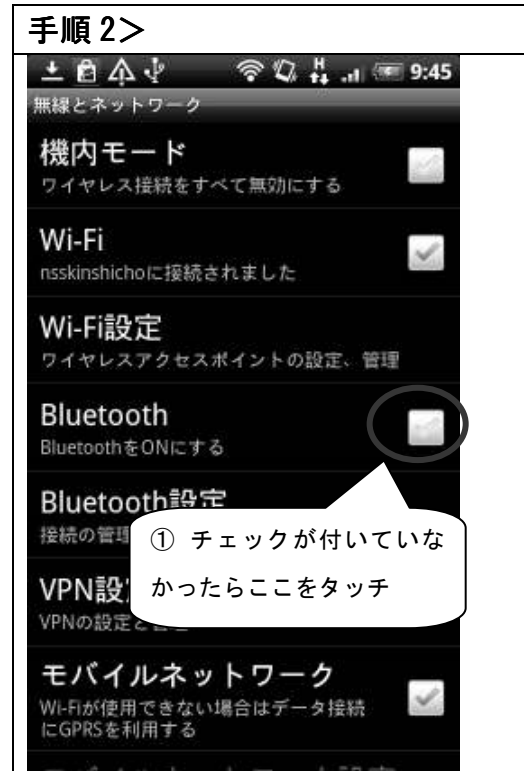 手順 2>
H 9:45
無線とネットワーク
機内モード
ワイヤレス接続をすべて無効にする
Wi-Fi
nsskinshichoに接続されました
Wi-Fi設定
ワイヤレスアクセスポイントの設定、管理
Bluetooth
BluetoothをONにする
Bluetooth設定
接続の管理
① チェックが付いていな
かったらここをタッチ
VPN設
VPNの設定と管理
モバイルネットワーク
Wi-Fiが使用できない場合はデータ接続
にGPRSを利用する